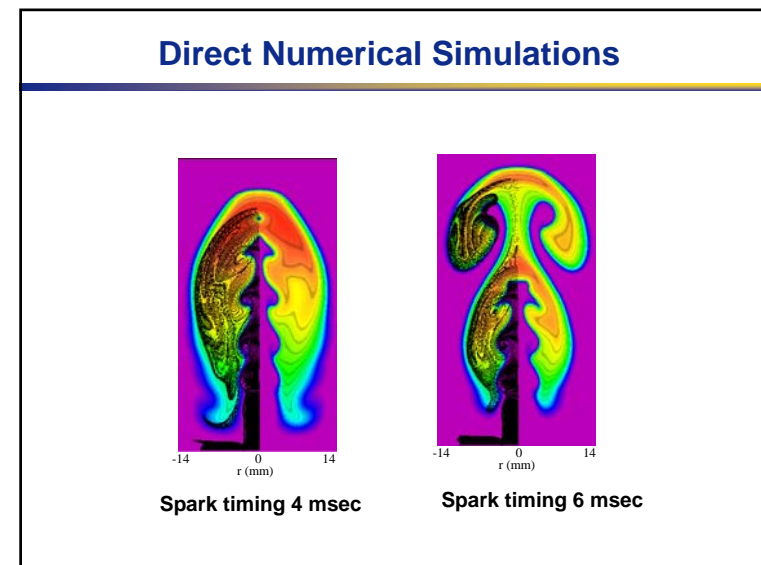 Direct Numerical Simulations
-14 0 14
r (mm)
-14 0 14
r (mm)
Spark timing 4 msec
Spark timing 6 msec